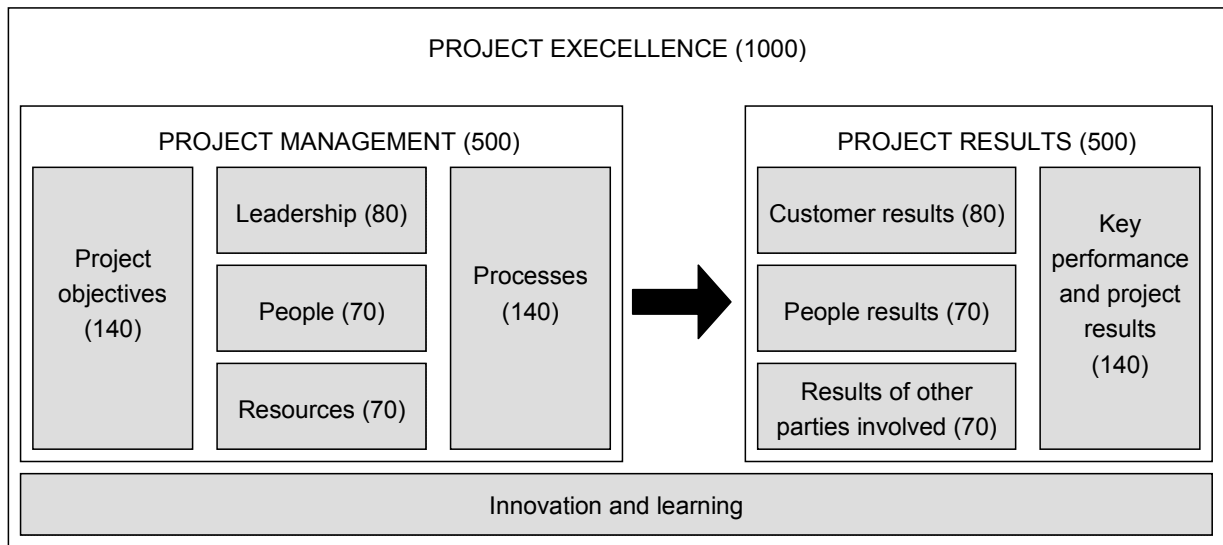 PROJECT EXECELLENCE (1000)
PROJECT MANAGEMENT (500)
Project
objectives
(140)
Leadership (80)
People (70)
Resources (70)
Processes
(140)
PROJECT RESULTS (500)
Customer results (80)
People results (70)
Results of other
parties involved (70)
Key
performance
and project
results
(140)
Innovation and learning